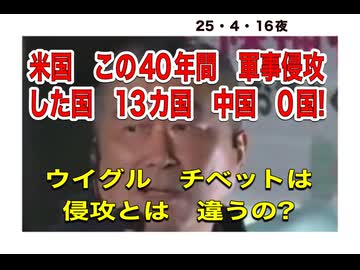 25・4・16夜
米国 この40年間 軍事侵攻
した国 13カ国 中国 0国!
ウイグル チベットは
侵攻とは 違うの?